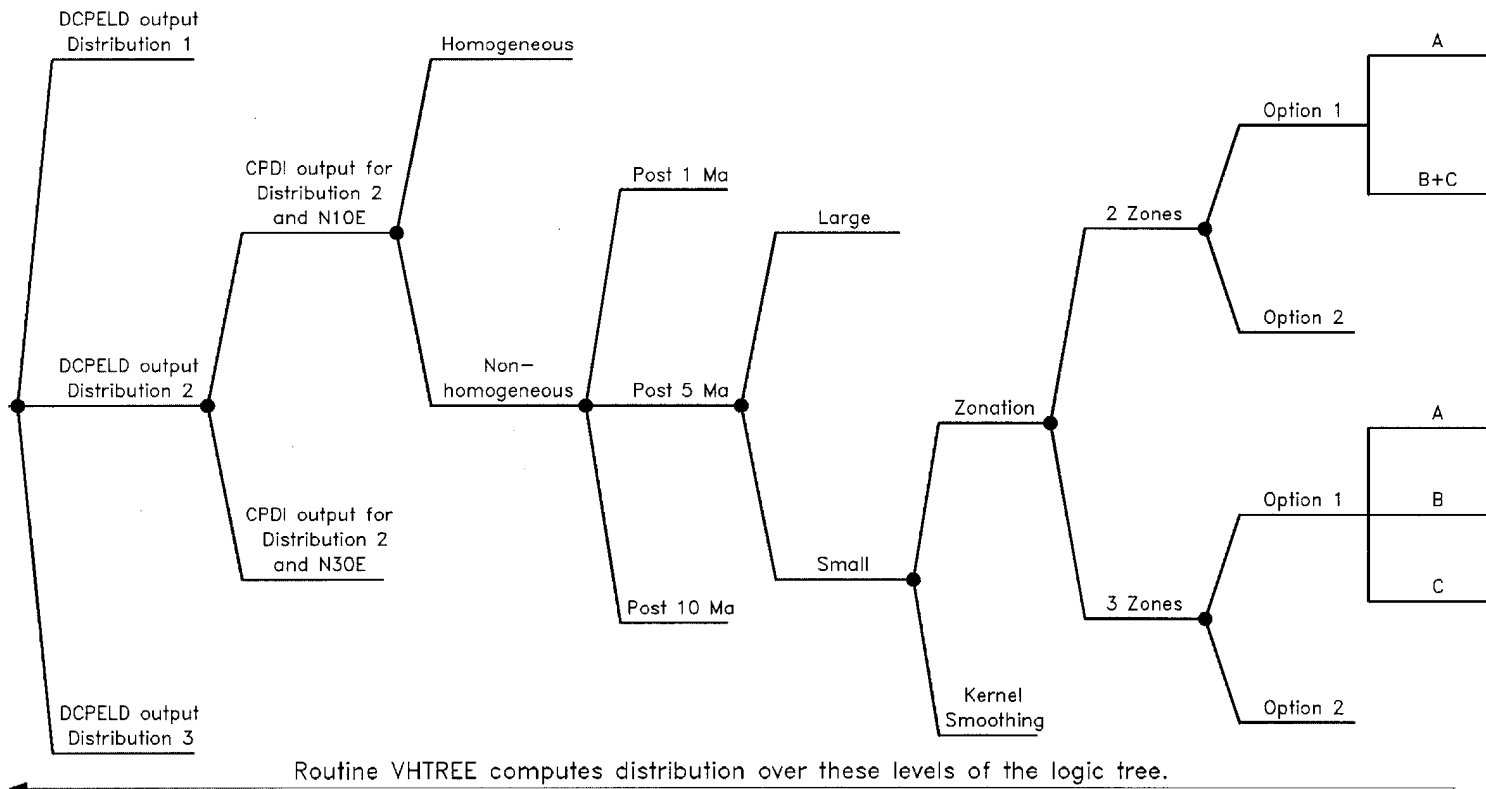 DCPELD output
Distribution 1
Homogeneous
CPDI output for
Distribution 2
and N10E
DCPELD output
Distribution 2
CPDI output for
Distribution 2
and N30E
DCPELD output
Distribution 3
Non-
homogeneous
Post 1 Ma
Post 5 Ma
Post 10 Ma
Large
Small
Zonation
Kernel
Smoothing
2 Zones
3 Zones
Option 1
Option 2
Option 1
Option 2
A
B+C
A
B
C
Routine VHTREE computes distribution over these levels of the logic tree.